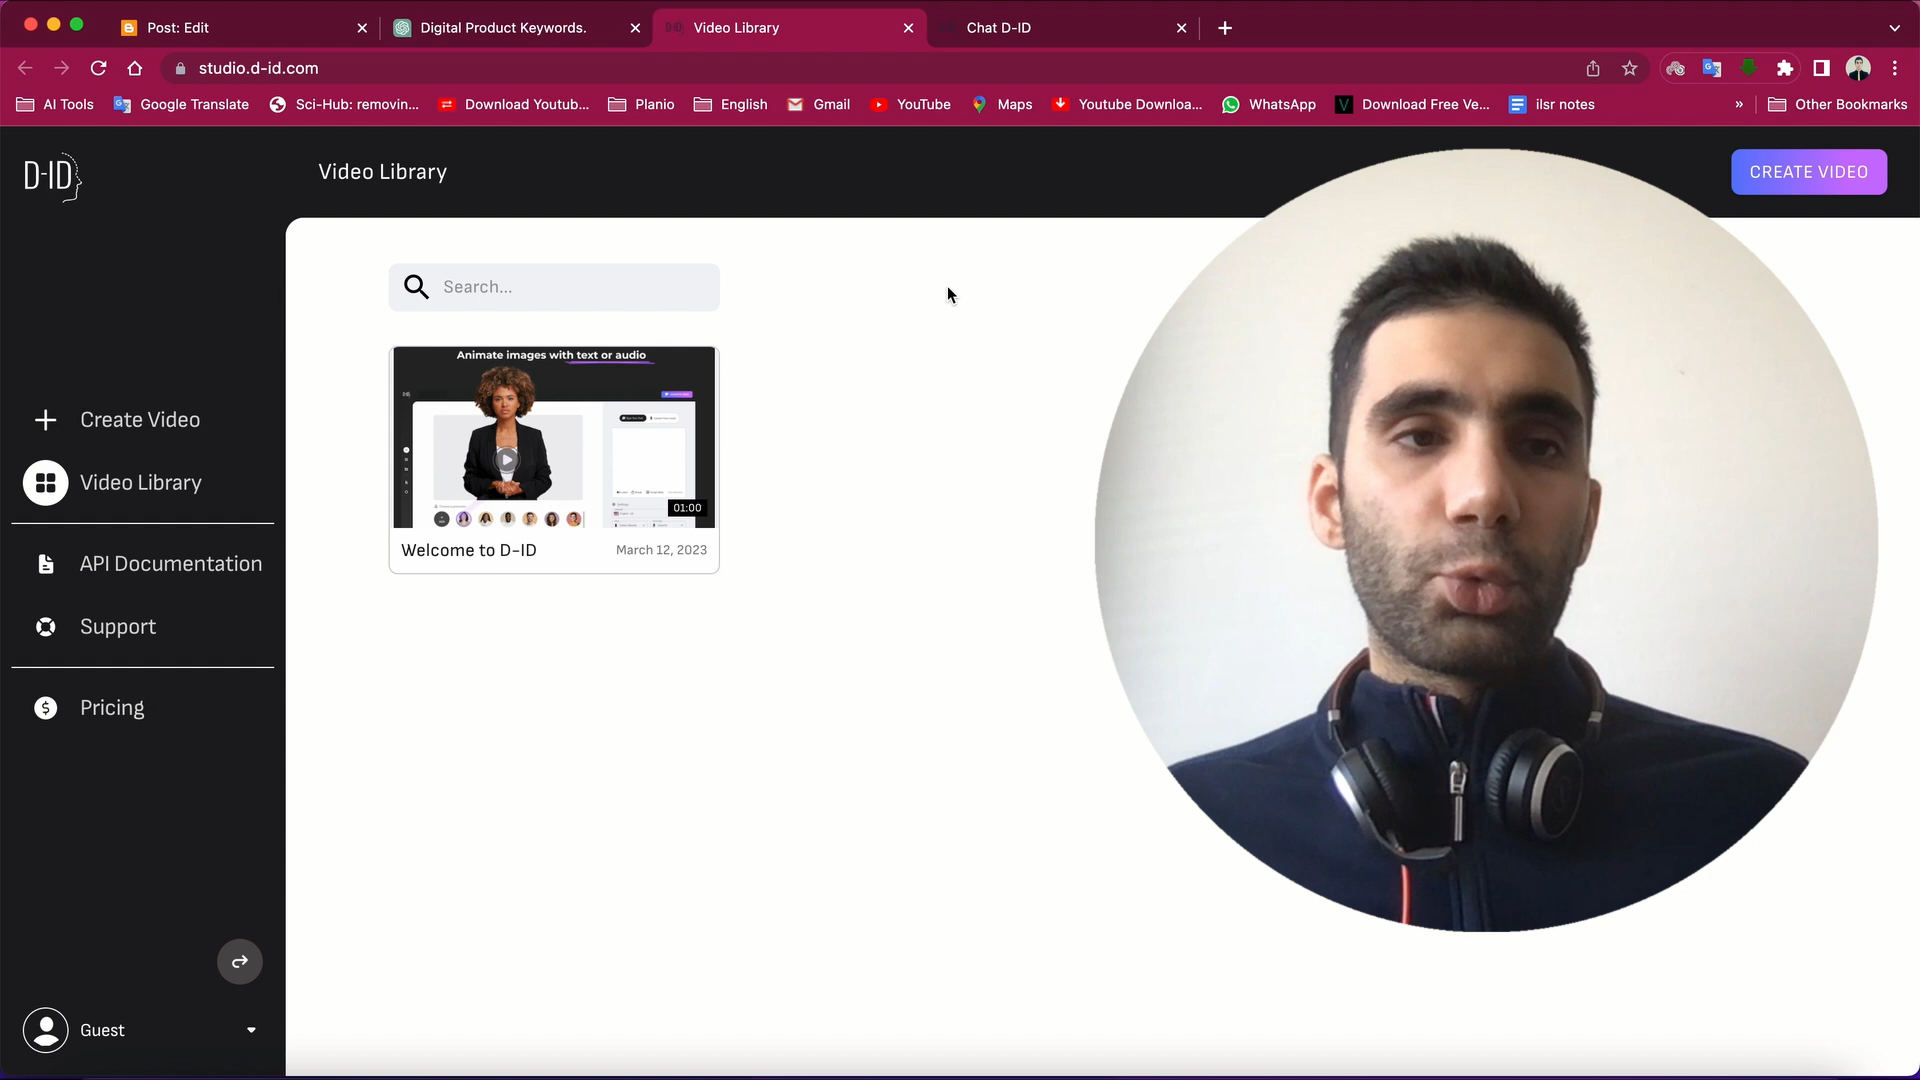 Post: Edit
Digital Product Keywords.
Video Library
Chat D-ID
studio.d-id.com
AI Tools
Google Translate
Sci-Hub: removin...
Download Youtub...
Planio
English
Gmail
YouTube
Maps
Youtube Downloa...
WhatsApp
Download Free Ve...
ilsr notes
»
Other Bookmarks
D-ID
Video Library
CREATE VIDEO
Search...
Animate images with text or audio
01:00
Welcome to D-ID
March 12, 2023
Create Video
Video Library
API Documentation
Support
Pricing
Guest